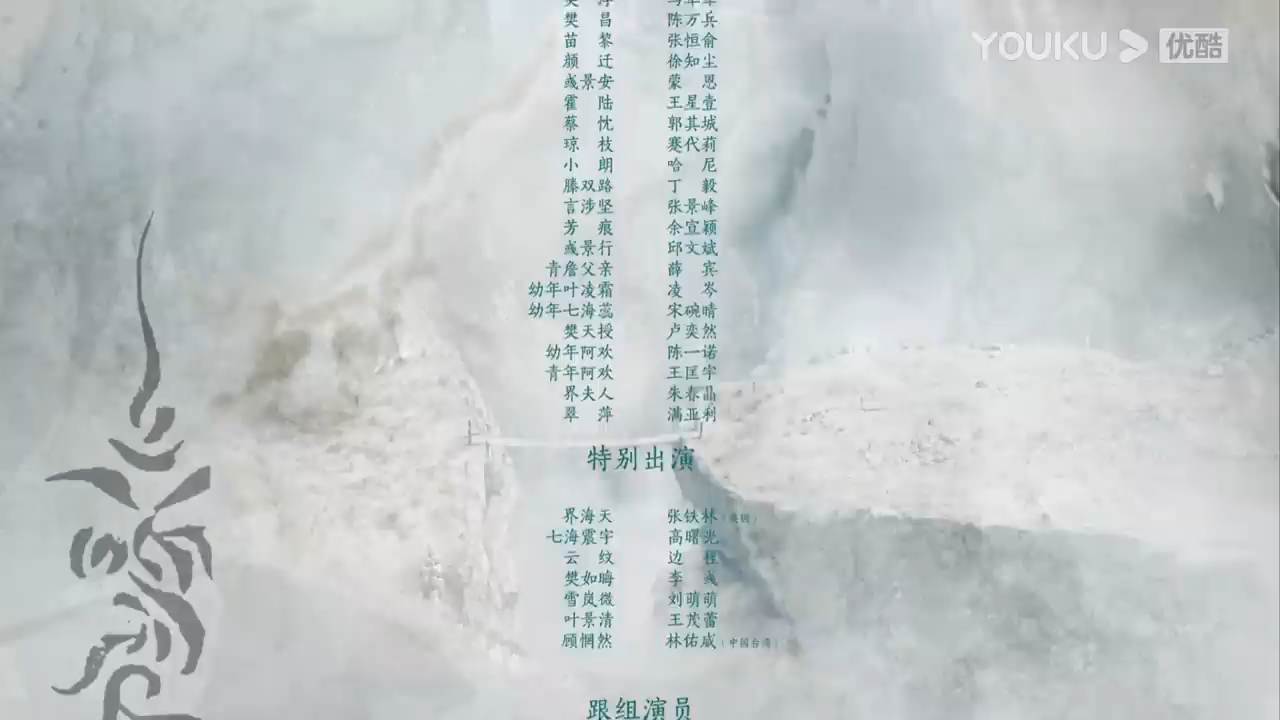 YOUKU 优酷
樊昌 陈万兵
苗黎 张恒俞
颜迁 徐知尘
彧景安 蒙恩
霍陆 王星壹
蔡忱 郭其城
琼枝 蹇代莉
小朗 哈尼
滕双路 丁毅
言涉坚 张景峰
芳痕 余宣颖
彧景行 邱文斌
青詹父亲 薛宾
幼年叶凌霜 凌岑
幼年七海蕊 宋碗晴
樊天授 卢奕然
幼年阿欢 陈一诺
青年阿欢 王匡宇
界夫人 朱春晶
翠萍 满亚利
特别出演
界海天 张铁林（英国）
七海震宇 高曙光
云纹 边程
樊如晦 李彧
雪岚微 刘萌萌
叶景清 王茂蕾
顾惘然 林佑威（中国台湾）
跟组演员